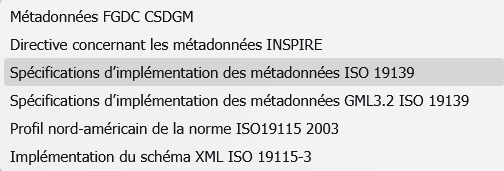 Métadonnées FGDC CSDGM
Directive concernant les métadonnées INSPIRE
Spécifications d’implémentation des métadonnées ISO 19139
Spécifications d’implémentation des métadonnées GML3.2 ISO 19139
Profil nord-américain de la norme ISO19115 2003
Implémentation du schéma XML ISO 19115-3